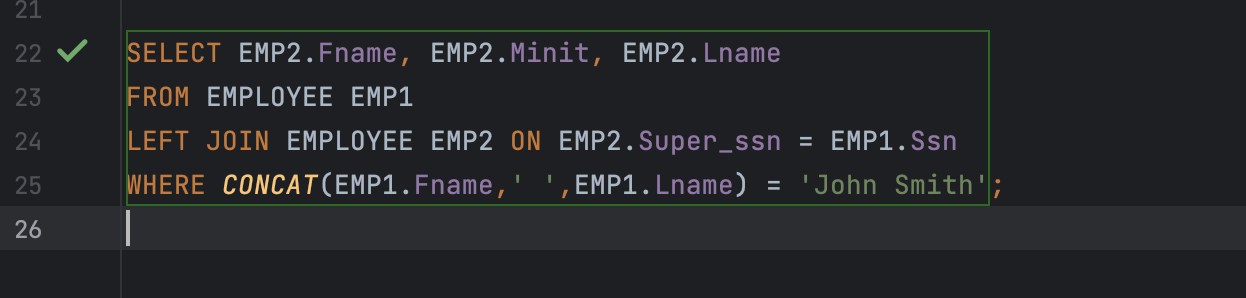 21
22 SELECT EMP2.Fname, EMP2.Minit, EMP2.Lname
23 FROM EMPLOYEE EMP1
24 LEFT JOIN EMPLOYEE EMP2 ON EMP2.Super_ssn = EMP1.Ssn
25 WHERE CONCAT(EMP1.Fname,' ',EMP1.Lname) = 'John Smith';
26